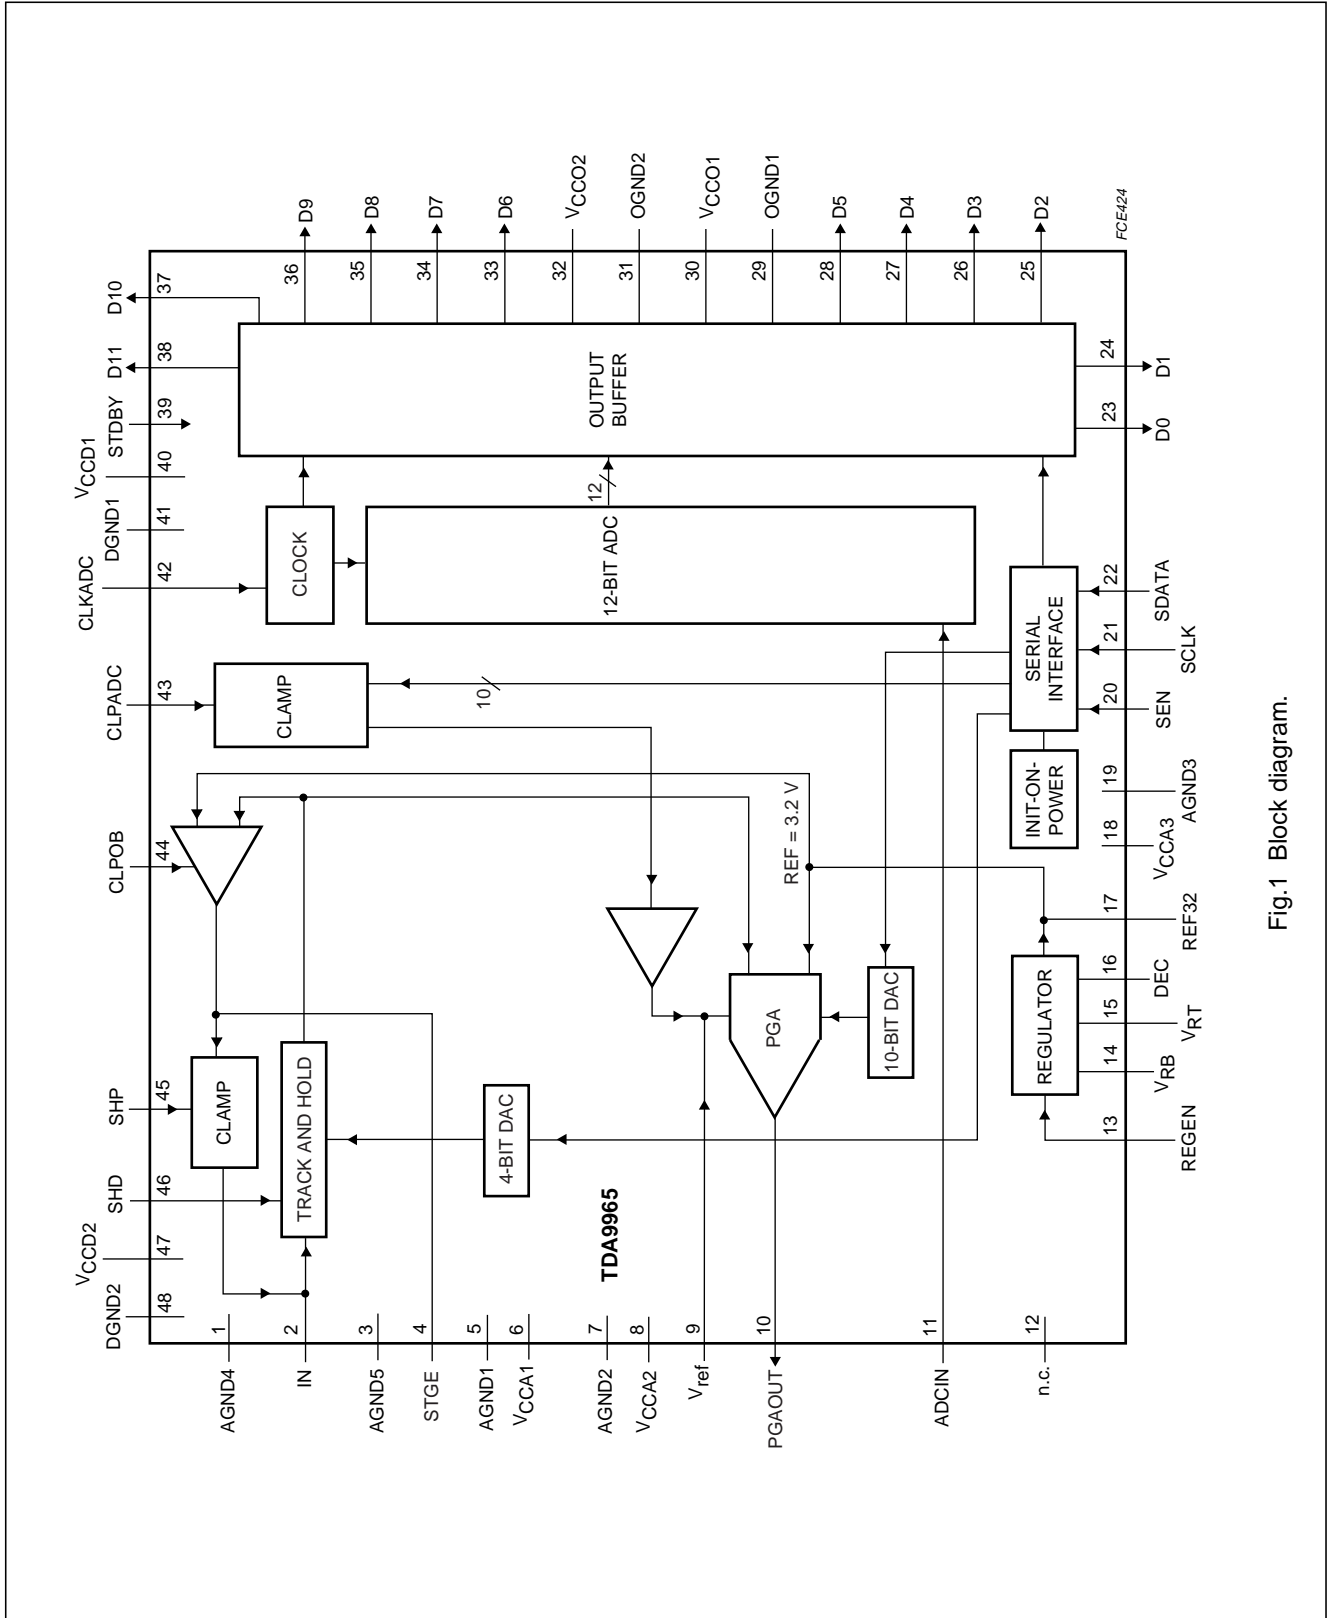 DGND2
48
VCCD2
47
SHD
46
SHP
45
CLPOB
44
CLPADC
43
CLKADC
42
DGND1
41
VCCD1
40
STDBY
39
D11
38
D10
37
AGND4
1
IN
2
AGND5
3
STGE
4
AGND1
5
VCCA1
6
AGND2
7
VCCA2
8
Vref
9
PGAOUT
10
ADCIN
11
n.c.
12
CLAMP
TRACK AND HOLD
4-BIT DAC
TDA9965
CLAMP
PGA
REF = 3.2 V
10-BIT DAC
10
CLOCK
12-BIT ADC
12
OUTPUT
BUFFER
REGULATOR
INIT-ON-
POWER
SERIAL
INTERFACE
36
D9
35
D8
34
D7
33
D6
32
VCCO2
31
OGND2
30
VCCO1
29
OGND1
28
D5
27
D4
26
D3
25
D2
13
REGEN
14
VRB
15
VRT
16
DEC
17
REF32
18
VCCA3
19
AGND3
20
SEN
21
SCLK
22
SDATA
23
D0
24
D1
FCE424
Fig.1 Block diagram.